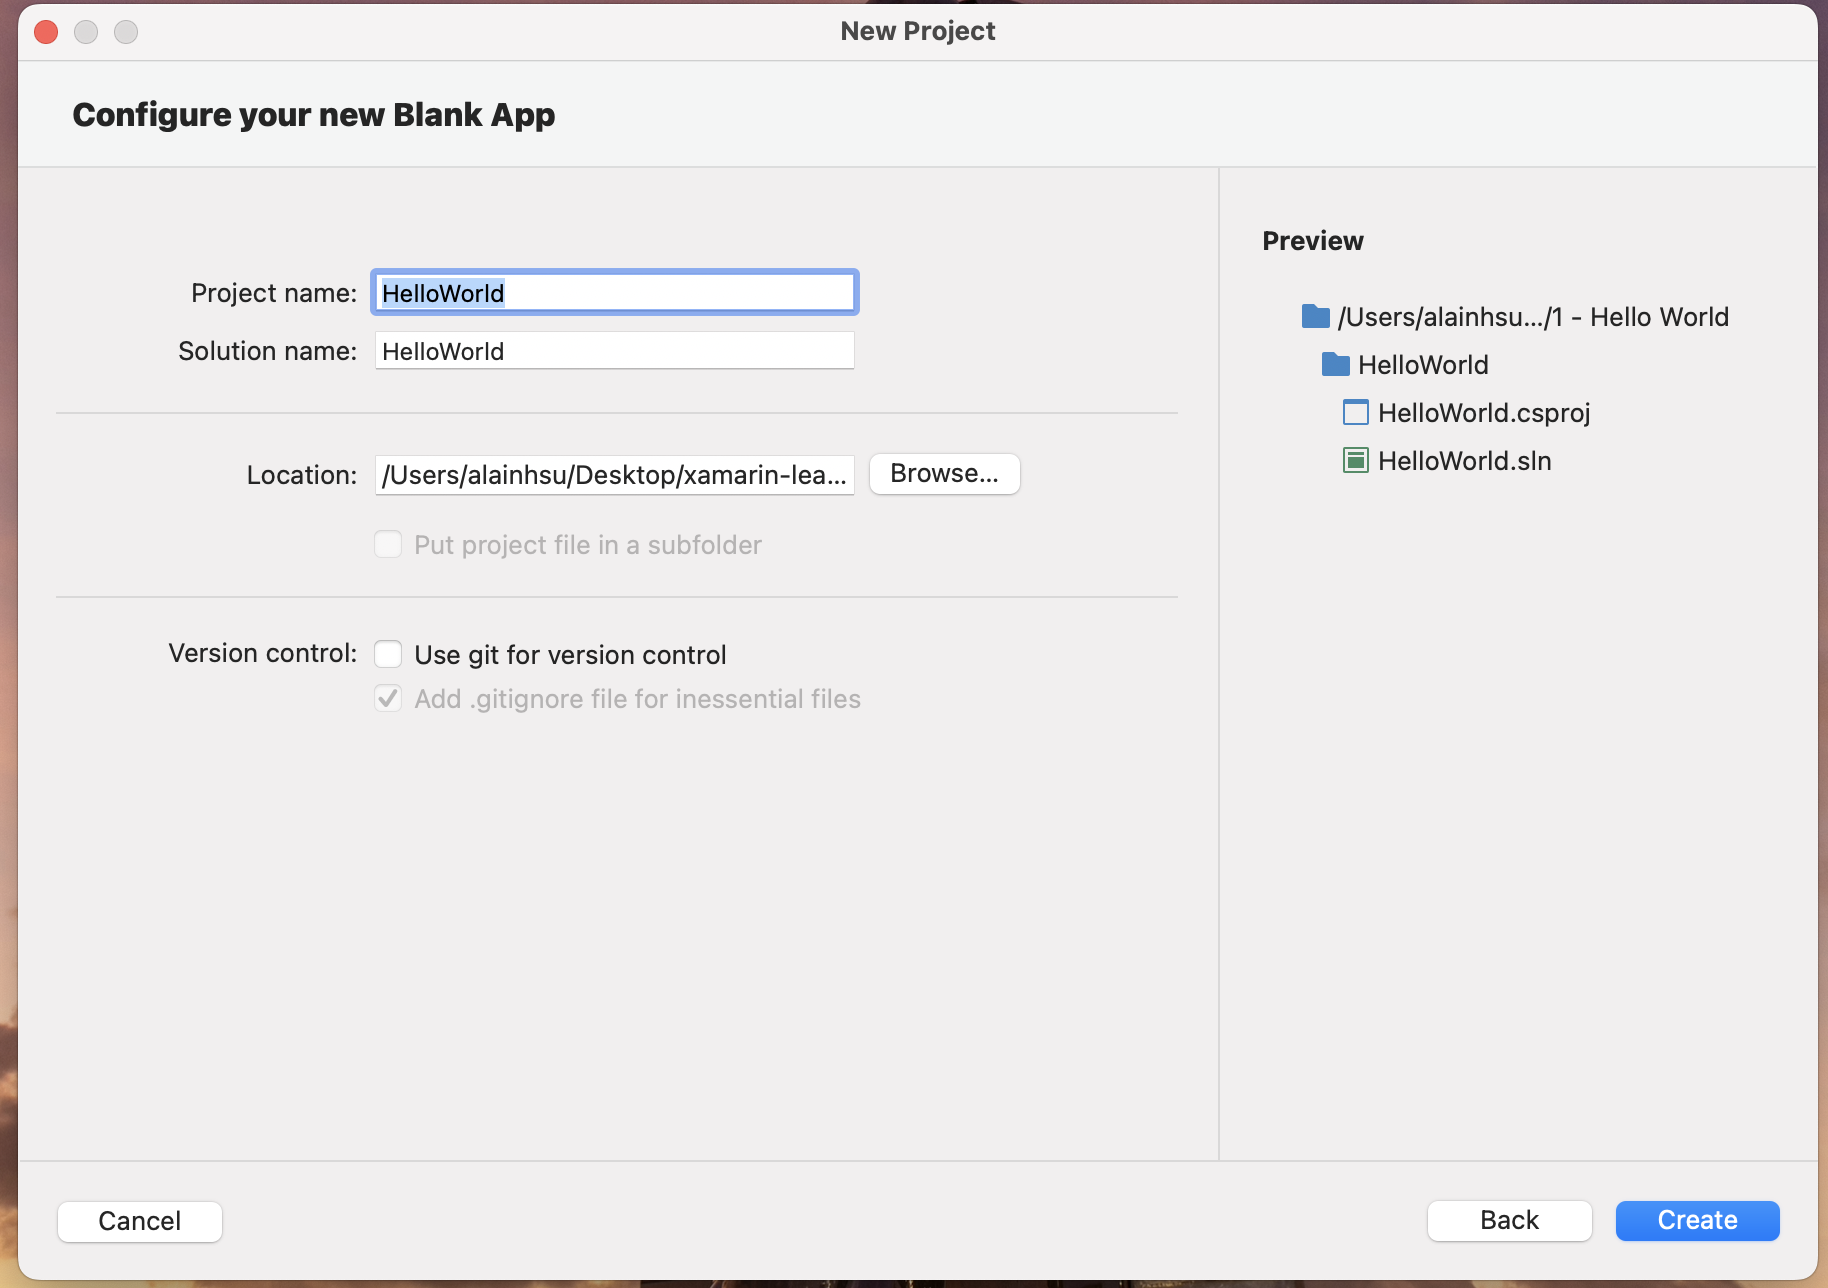 New Project
Configure your new Blank App
Project name: HelloWorld
Solution name: HelloWorld
Location: /Users/alainhsu/Desktop/xamarin-lea... Browse...
Put project file in a subfolder
Version control: Use git for version control
Add .gitignore file for inessential files
Preview
/Users/alainhsu.../1 - Hello World
HelloWorld
HelloWorld.csproj
HelloWorld.sln
Cancel
Back
Create